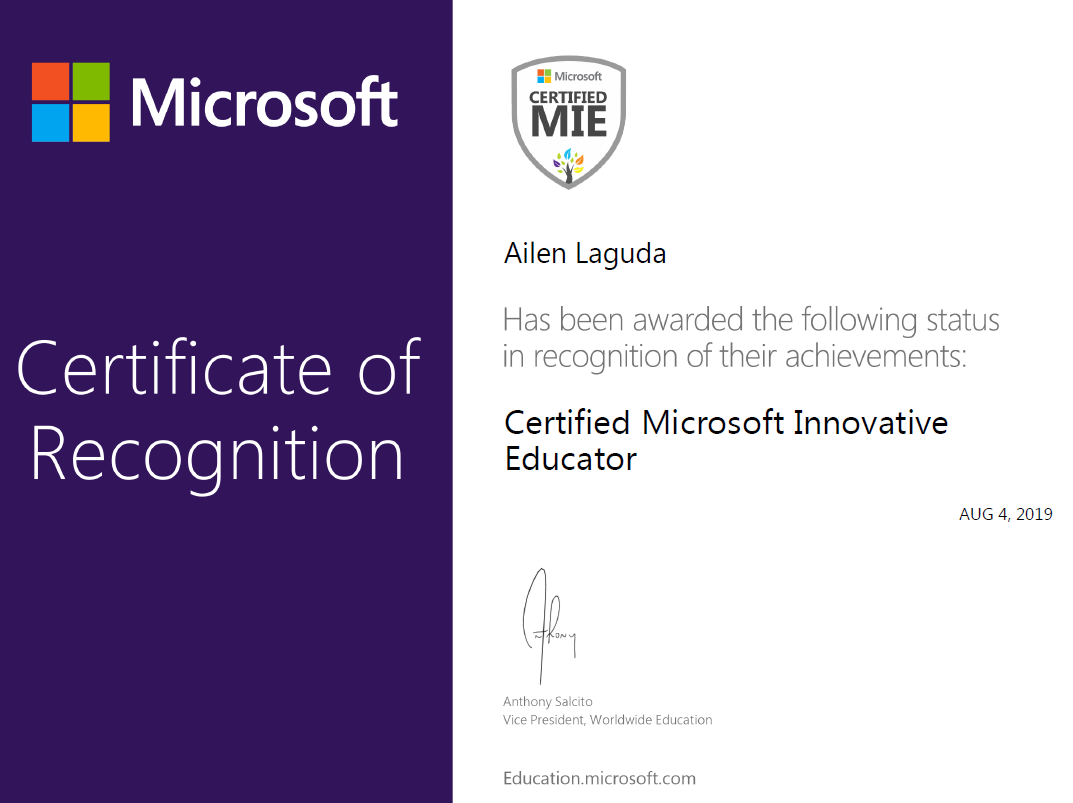 Microsoft
Certificate of
Recognition
Microsoft
CERTIFIED
MIE
Ailen Laguda
Has been awarded the following status
in recognition of their achievements:
Certified Microsoft Innovative
Educator
AUG 4, 2019
Anthony
Anthony Salcito
Vice President, Worldwide Education
Education.microsoft.com